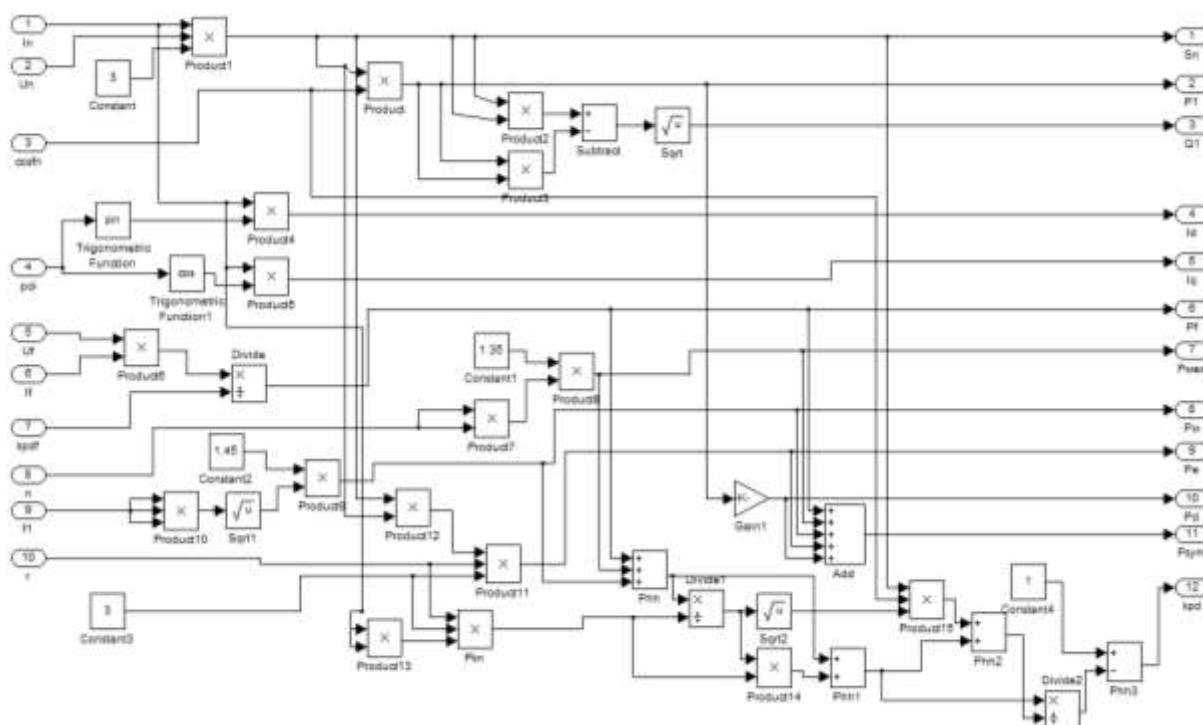 1
In
2
Un
3
cosfn
4
psi
5
Uf
6
If
7
kpdf
8
n
9
f1
10
r
3
Constant
Product1
Product
Product2
Product3
Subtract
√u
Sqrt
Trigonometric
Function
cos
Trigonometric
Function1
Product4
Product5
Product6
Divide
1.35
Constant1
Product8
Product7
1.45
Constant2
Product9
Product10
√u
Sqrt1
Product12
Product11
3
Constant3
Product13
Phn
Divide1
√u
Sqrt2
Product14
Phn1
K-
Gain1
Add
Product15
1
Constant4
Phn2
Divide2
Phn3
1
Sn
2
P1
3
Q1
4
Id
5
Iq
6
Pf
7
8
9
Pe
10
Pd
11
Psym
12
kpd